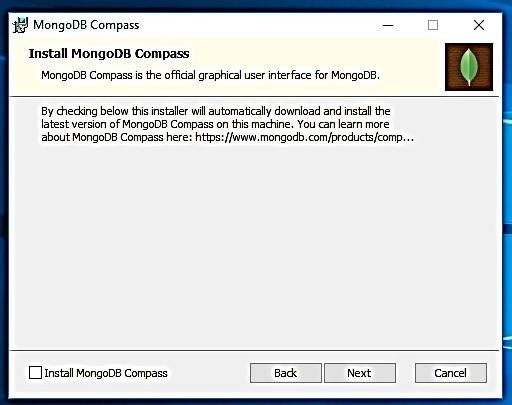 MongoDB Compass
Install MongoDB Compass
MongoDB Compass is the official graphical user interface for MongoDB.
By checking below this installer will automatically download and install the
latest version of MongoDB Compass on this machine. You can learn more
about MongoDB Compass here: https://www.mongodb.com/products/comp...
Install MongoDB Compass
Back
Next
Cancel